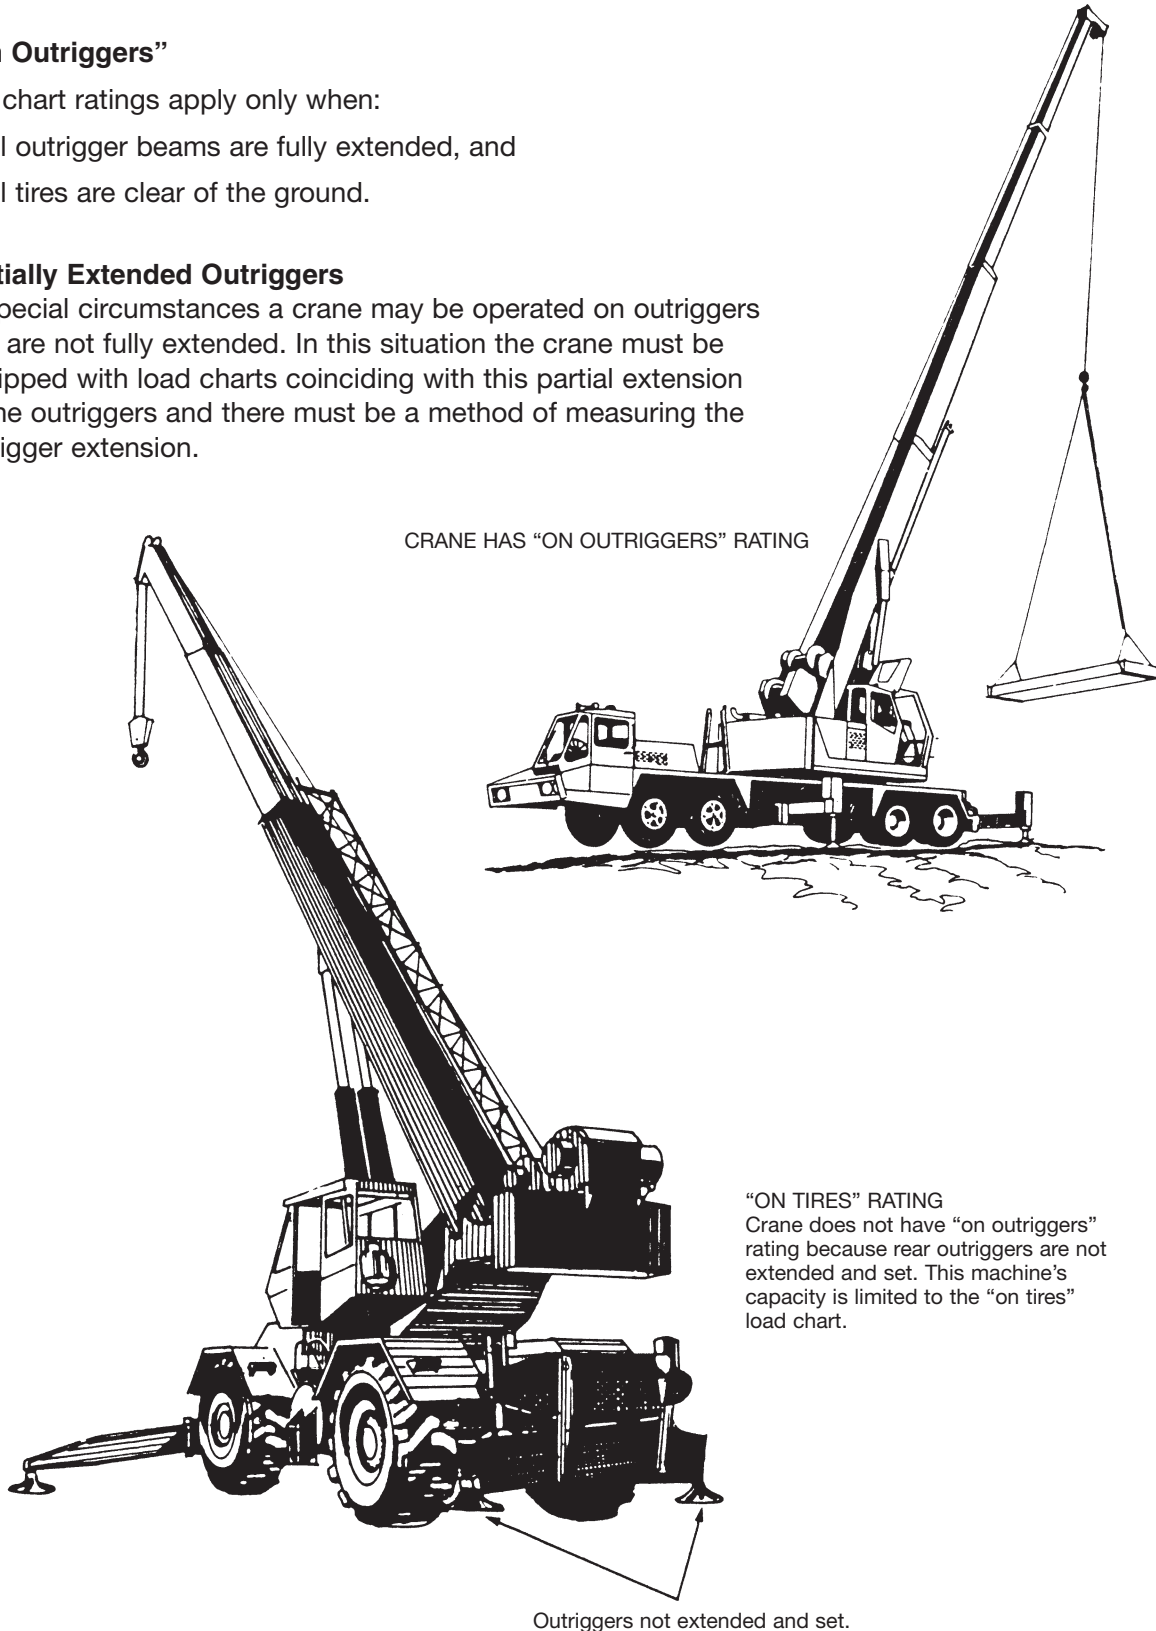 Outriggers”
chart ratings apply only when:
l outrigger beams are fully extended, and
l tires are clear of the ground.
tially Extended Outriggers
pecial circumstances a crane may be operated on outriggers
are not fully extended. In this situation the crane must be
ipped with load charts coinciding with this partial extension
he outriggers and there must be a method of measuring the
rigger extension.
CRANE HAS “ON OUTRIGGERS” RATING
“ON TIRES” RATING
Crane does not have “on outriggers”
rating because rear outriggers are not
extended and set. This machine’s
capacity is limited to the “on tires”
load chart.
Outriggers not extended and set.